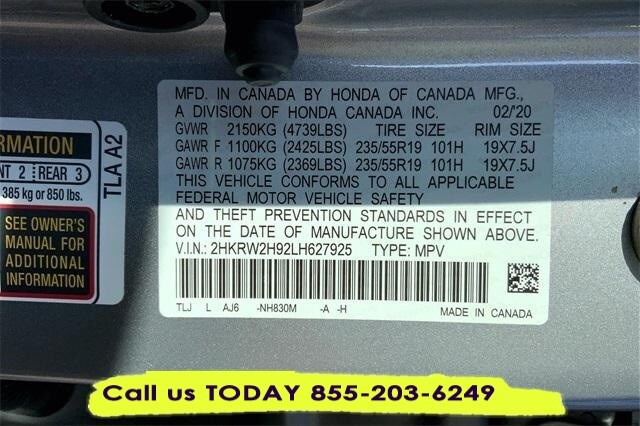 MFD. IN CANADA BY HONDA OF CANADA MFG.,
A DIVISION OF HONDA CANADA INC. 02/'20
GVWR 2150KG (4739LBS) TIRE SIZE RIM SIZE
GAWR F 1100KG (2425LBS) 235/55R19 101H 19X7.5J
GAWR R 1075KG (2369LBS) 235/55R19 101H 19X7.5J
THIS VEHICLE CONFORMS TO ALL APPLICABLE
FEDERAL MOTOR VEHICLE SAFETY
AND THEFT PREVENTION STANDARDS IN EFFECT
ON THE DATE OF MANUFACTURE SHOWN ABOVE.
V.I.N.: 2HKRW2H92LH627925 TYPE: MPV
TLJ L AJ6 -NH830M -A -H MADE IN CANADA
RMATION
NT 2 REAR 3
385 kg or 850 lbs.
SEE OWNER'S
MANUAL FOR
ADDITIONAL
INFORMATION
TLA A2
Call us TODAY 855-203-6249